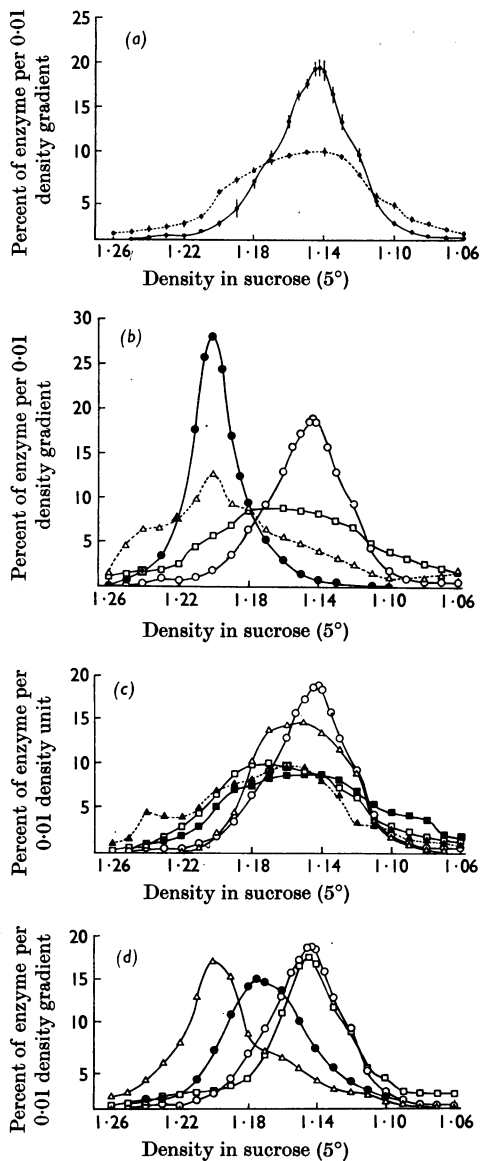 Percent of enzyme per 0·01
density gradient
(a)
25
20
15
10
5
1·26 1·22 1·18 1·14 1·10 1·06
Density in sucrose (5°)
Percent of enzyme per 0·01
density gradient
(b)
30
25
20
15
10
5
1·26 1·22 1·18 1·14 1·10 1·06
Density in sucrose (5°)
Percent of enzyme per
0·01 density unit
(c)
20
15
10
5
1·26 1·22 1·18 1·14 1·10 1·06
Density in sucrose (5°)
Percent of enzyme per
0·01 density gradient
(d)
20
15
10
5
1·26 1·22 1·18 1·14 1·10 1·06
Density in sucrose (5°)